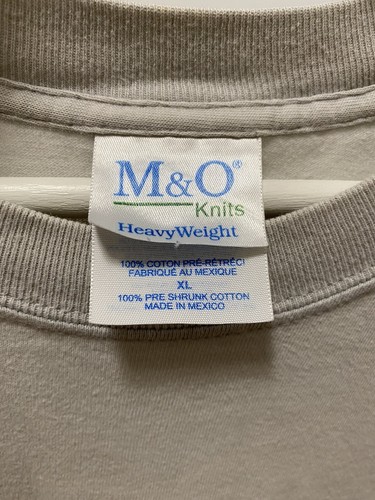 M&O®
Knits
HeavyWeight
100% COTON PRÉ-RÉTRÉCI
FABRIQUÉ AU MEXIQUE
XL
100% PRE SHRUNK COTTON
MADE IN MEXICO